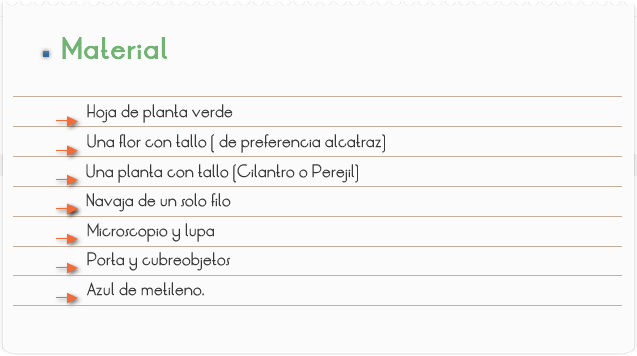 Material
Hoja de planta verde
Una flor con tallo ( de preferencia alcatraz)
Una planta con tallo (Cilantro o Perejil)
Navaja de un solo filo
Microscopio y lupa
Porta y cubreobjetos
Azul de metileno.